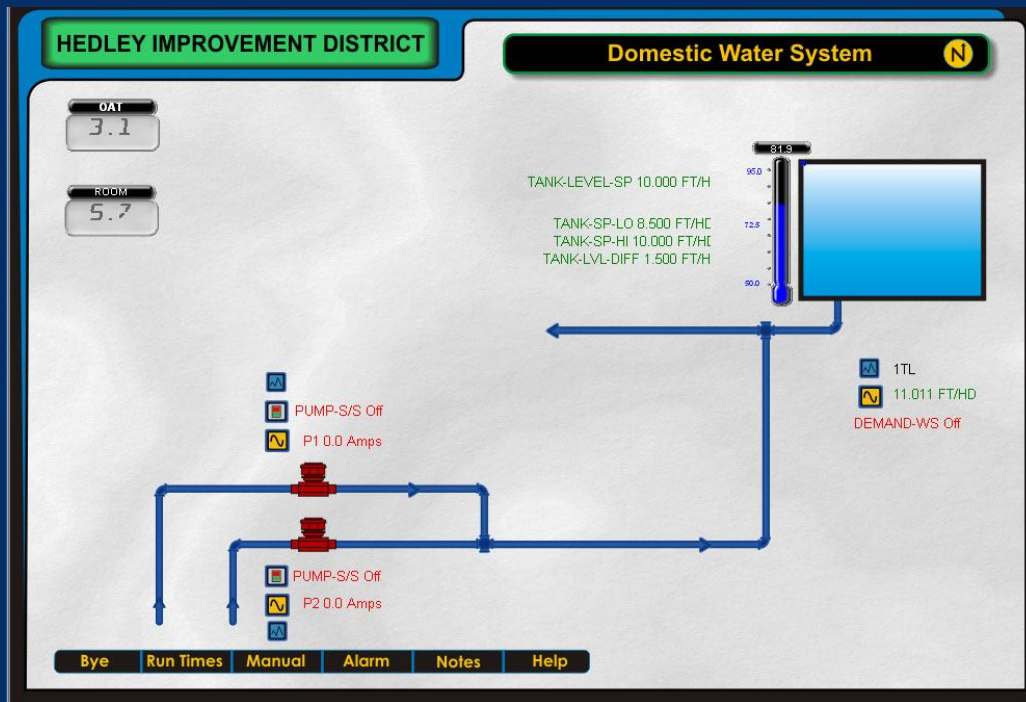 HEDLEY IMPROVEMENT DISTRICT
Domestic Water System
N
OAT
3.1
ROOM
5.7
81.9
95.0
72.5
50.0
TANK-LEVEL-SP 10.000 FT/H
TANK-SP-LO 8.500 FT/HD
TANK-SP-HI 10.000 FT/HD
TANK-LVL-DIFF 1.500 FT/H
1TL
11.011 FT/HD
DEMAND-WS Off
PUMP-S/S Off
P1 0.0 Amps
PUMP-S/S Off
P2 0.0 Amps
Bye Run Times Manual Alarm Notes Help